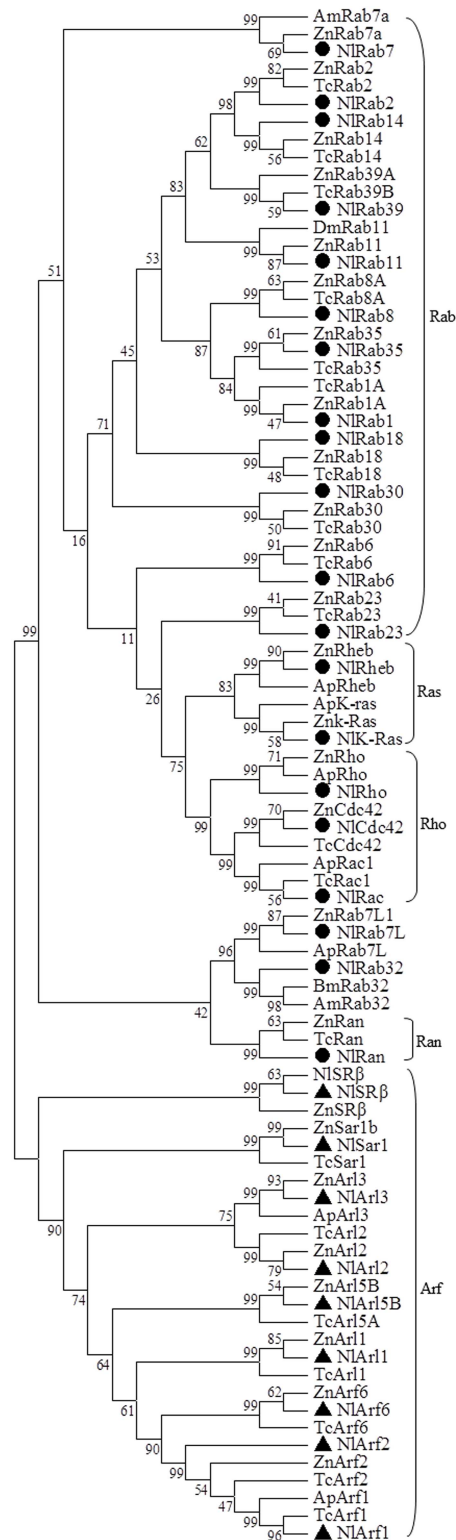 99
AmRab7a
ZnRab7a
69
NlRab7
82
ZnRab2
99
TcRab2
98
NlRab2
NlRab14
62
99
ZnRab14
56
TcRab14
83
ZnRab39A
99
TcRab39B
59
NlRab39
DmRab11
53
99
ZnRab11
87
NlRab11
51
63
ZnRab8A
99
TcRab8A
NlRab8
Rab
87
61
ZnRab35
45
99
NlRab35
84
TcRab35
TcRab1A
99
ZnRab1A
47
NlRab1
71
NlRab18
99
ZnRab18
48
TcRab18
NlRab30
99
ZnRab30
50
TcRab30
16
91
ZnRab6
99
TcRab6
NlRab6
41
ZnRab23
99
TcRab23
11
NlRab23
99
90
ZnRheb
99
NlRheb
83
ApRheb
Ras
26
ApK-ras
99
Znk-Ras
58
NlK-Ras
75
71
ZnRho
99
ApRho
NlRho
99
70
ZnCdc42
99
NlCdc42
Rho
TcCdc42
99
ApRac1
99
TcRac1
56
NlRac
87
ZnRab7L1
99
NlRab7L
96
ApRab7L
NlRab32
99
BmRab32
98
AmRab32
42
63
ZnRan
TcRan
Ran
99
NlRan
63
NlSRβ
99
NlSRβ
ZnSRβ
99
ZnSar1b
99
NlSar1
TcSar1
90
93
ZnArl3
99
NlArl3
75
ApArl3
TcArl2
99
ZnArl2
79
NlArl2
74
54
ZnArl5B
Arf
99
NlArl5B
TcArl5A
64
85
ZnArl1
99
NlArl1
TcArl1
61
62
ZnArf6
99
NlArf6
TcArf6
90
NlArf2
99
ZnArf2
54
TcArf2
47
ApArf1
99
TcArf1
96
NlArf1